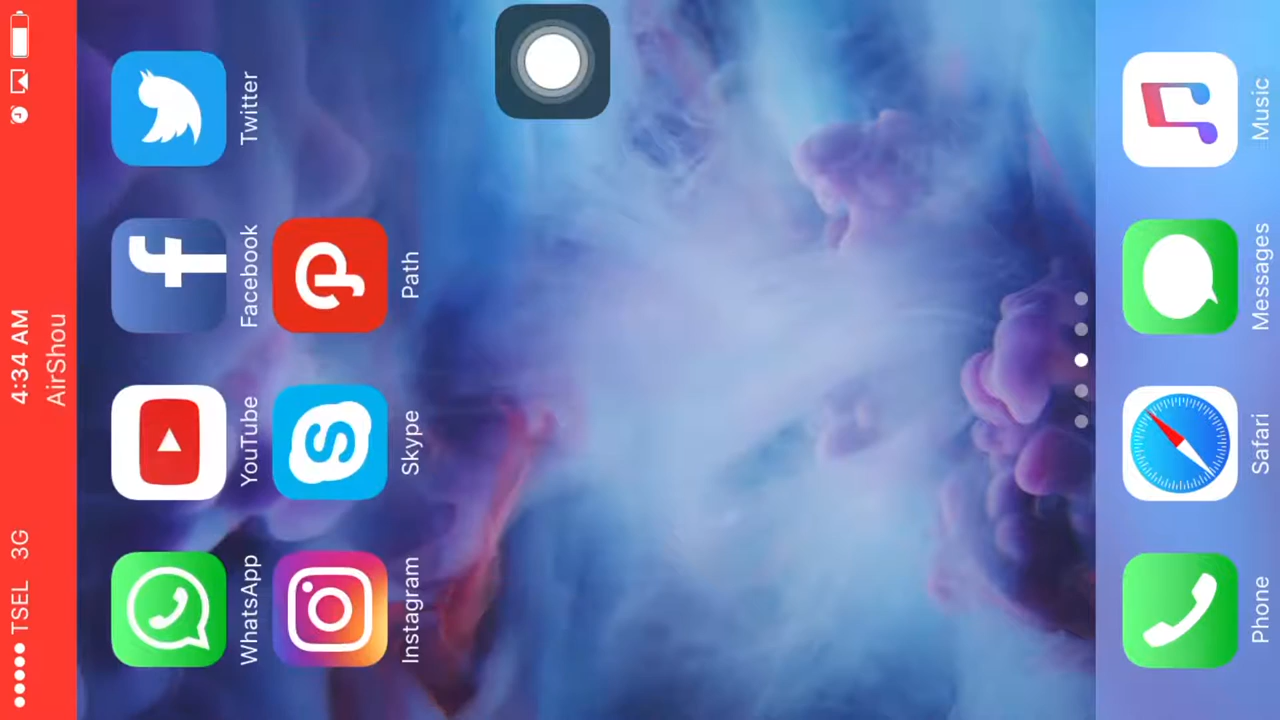 ●●●●● TSEL 3G 4:34 AM
AirShou
WhatsApp YouTube Facebook Twitter
Instagram Skype Path
Phone Safari Messages Music